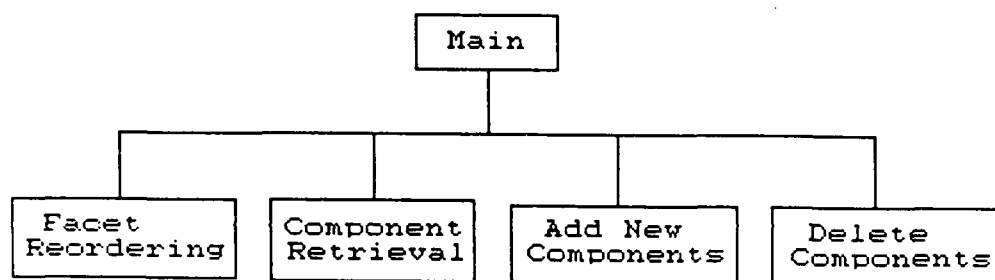 Main
Facet
Reordering
Component
Retrieval
Add New
Components
Delete
Components